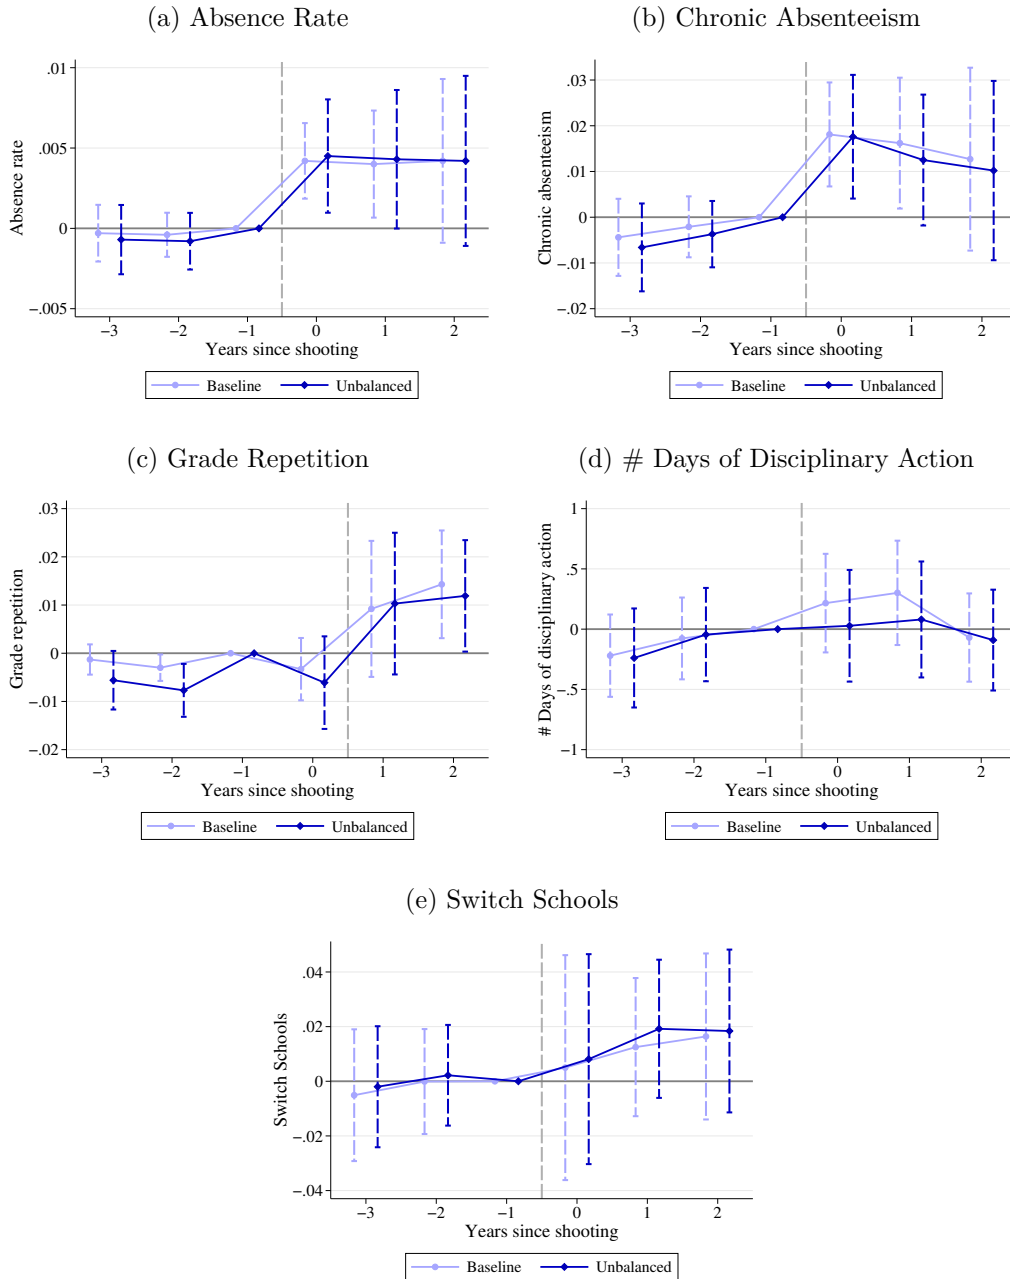 (a) Absence Rate
(b) Chronic Absenteeism
Absence rate
.01
.005
0
−.005
−3 −2 −1 0 1 2
Years since shooting
Baseline Unbalanced
Chronic absenteeism
.03
.02
.01
0
−.01
−.02
−3 −2 −1 0 1 2
Years since shooting
Baseline Unbalanced
(c) Grade Repetition
(d) # Days of Disciplinary Action
Grade repetition
.03
.02
.01
0
−.01
−.02
−3 −2 −1 0 1 2
Years since shooting
Baseline Unbalanced
# Days of disciplinary action
1
.5
0
−.5
−1
−3 −2 −1 0 1 2
Years since shooting
Baseline Unbalanced
(e) Switch Schools
Switch Schools
.04
.02
0
−.02
−.04
−3 −2 −1 0 1 2
Years since shooting
Baseline Unbalanced